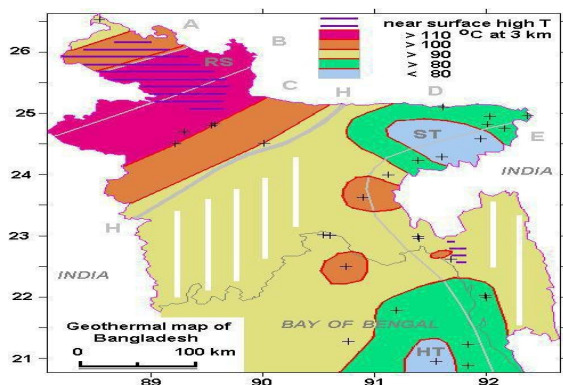 near surface high T
> 110 °C at 3 km
> 100
> 90
> 80
< 80
A
B
RS
C
H
D
ST
E
INDIA
H
INDIA
BAY OF BENGAL
HT
Geothermal map of
Bangladesh
0 100 km
26
25
24
23
22
21
89 90 91 92